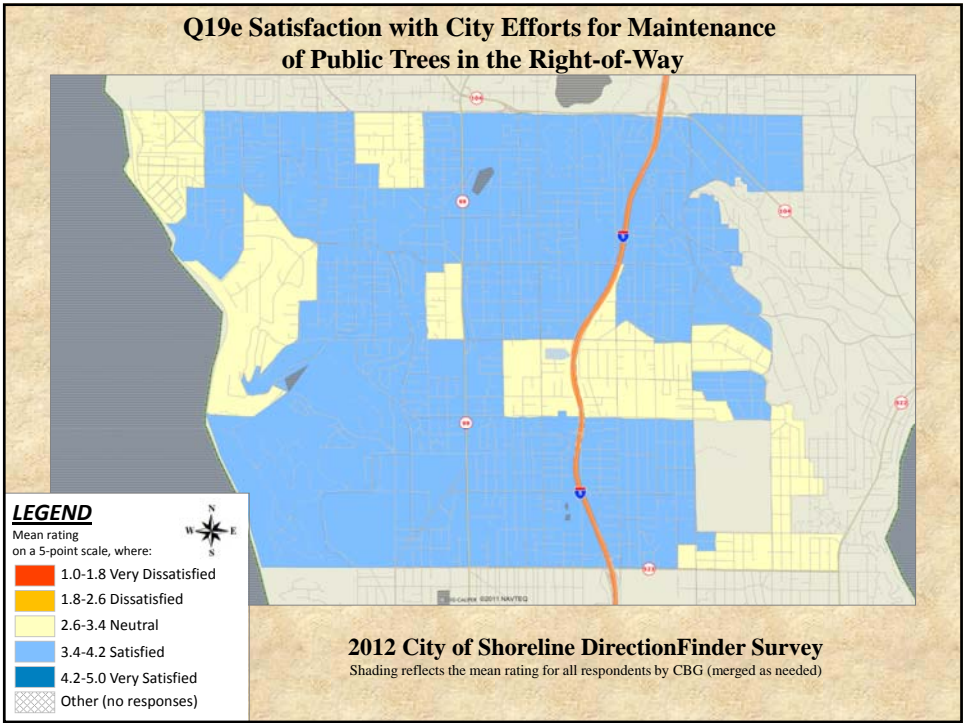 Q19e Satisfaction with City Efforts for Maintenance
of Public Trees in the Right-of-Way
104
99
5
104
99
522
5
523
LEGEND
Mean rating
on a 5-point scale, where:
N
W E
S
1.0-1.8 Very Dissatisfied
1.8-2.6 Dissatisfied
2.6-3.4 Neutral
3.4-4.2 Satisfied
4.2-5.0 Very Satisfied
Other (no responses)
CALIPER ©2011 NAVTEQ
2012 City of Shoreline DirectionFinder Survey
Shading reflects the mean rating for all respondents by CBG (merged as needed)